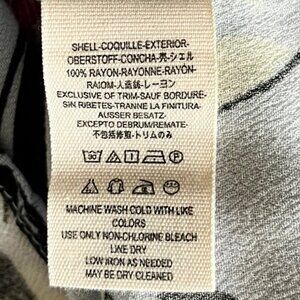 SHELL-COQUILLE-EXTERIOR-
OBERSTOFF-CONCHA-売-シェル
100% RAYON-RAYONNE-RAYÓN-
RAIOM-人造絲-レーヨン
EXCLUSIVE OF TRIM-SAUF BORDURE-
SIN RIBETES-TRANNE LA FINITURA-
AUSSER BESATZ-
EXCEPTO DEBRUM/REMATE-
不包括修剪-トリムのみ
MACHINE WASH COLD WITH LIKE
COLORS
USE ONLY NON-CHLORINE BLEACH
LINE DRY
LOW IRON AS NEEDED
MAY BE DRY CLEANED